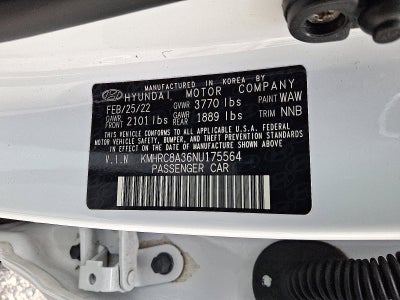 MANUFACTURED IN KOREA BY
HYUNDAI MOTOR COMPANY
FEB/25/22 GVWR 3770 lbs PAINT WAW
GAWR FRONT 2101 lbs GAWR REAR 1889 lbs TRIM NNB
THIS VEHICLE CONFORMS TO ALL APPLICABLE U.S.A. FEDERAL
MOTOR VEHICLE SAFETY, BUMPER, AND THEFT PREVENTION STANDARDS
IN EFFECT ON THE DATE OF MANUFACTURE SHOWN ABOVE.
V.I.N KMHRC8A36NU175564
PASSENGER CAR